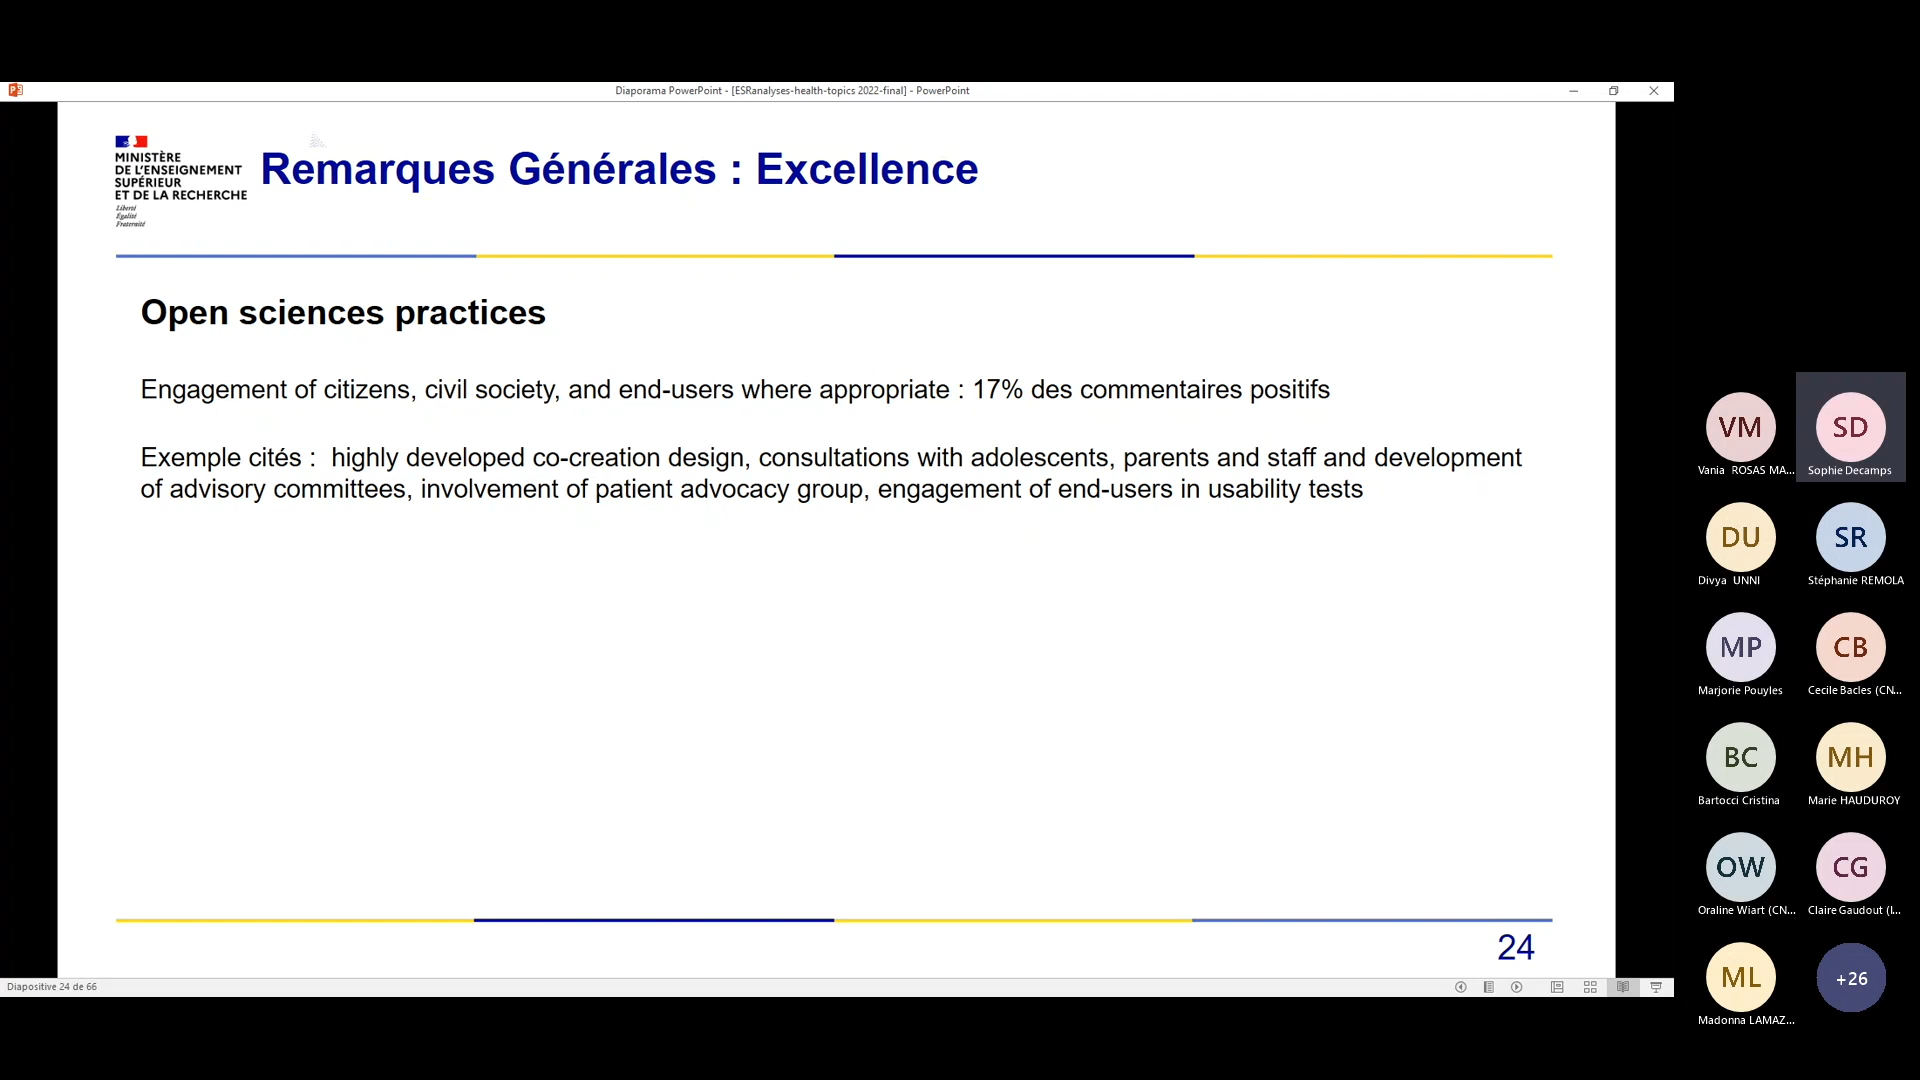 Diaporama PowerPoint - [ESRanalyses-health-topics 2022-final] - PowerPoint
MINISTÈRE
DE L'ENSEIGNEMENT
SUPÉRIEUR
ET DE LA RECHERCHE
Liberté
Égalité
Fraternité
Remarques Générales : Excellence
Open sciences practices
Engagement of citizens, civil society, and end-users where appropriate : 17% des commentaires positifs
Exemple cités : highly developed co-creation design, consultations with adolescents, parents and staff and development
of advisory committees, involvement of patient advocacy group, engagement of end-users in usability tests
24
Diapositive 24 de 66
VM
Vania ROSAS MA...
SD
Sophie Decamps
DU
Divya UNNI
SR
Stéphanie REMOLA
MP
Marjorie Pouyles
CB
Cecile Bacles (CN...
BC
Bartocci Cristina
MH
Marie HAUDUROY
OW
Oraline Wiart (CN...
CG
Claire Gaudout (I...
ML
Madonna LAMAZ...
+26